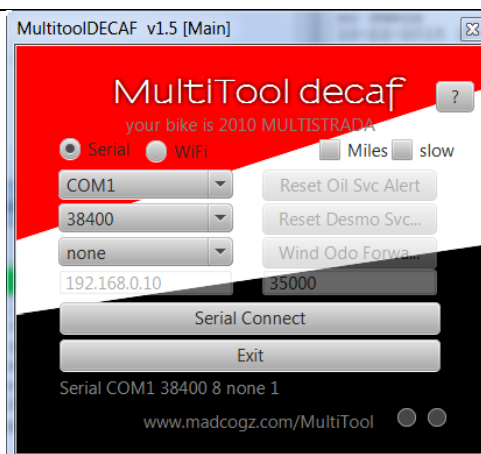 MultitoolDECAF v1.5 [Main]
MultiTool decaf
?
your bike is 2010 MULTISTRADA
Serial WiFi Miles slow
COM1 Reset Oil Svc Alert
38400 Reset Desmo Svc...
none Wind Odo Forwa...
192.168.0.10 35000
Serial Connect
Exit
Serial COM1 38400 8 none 1
www.madcogz.com/MultiTool